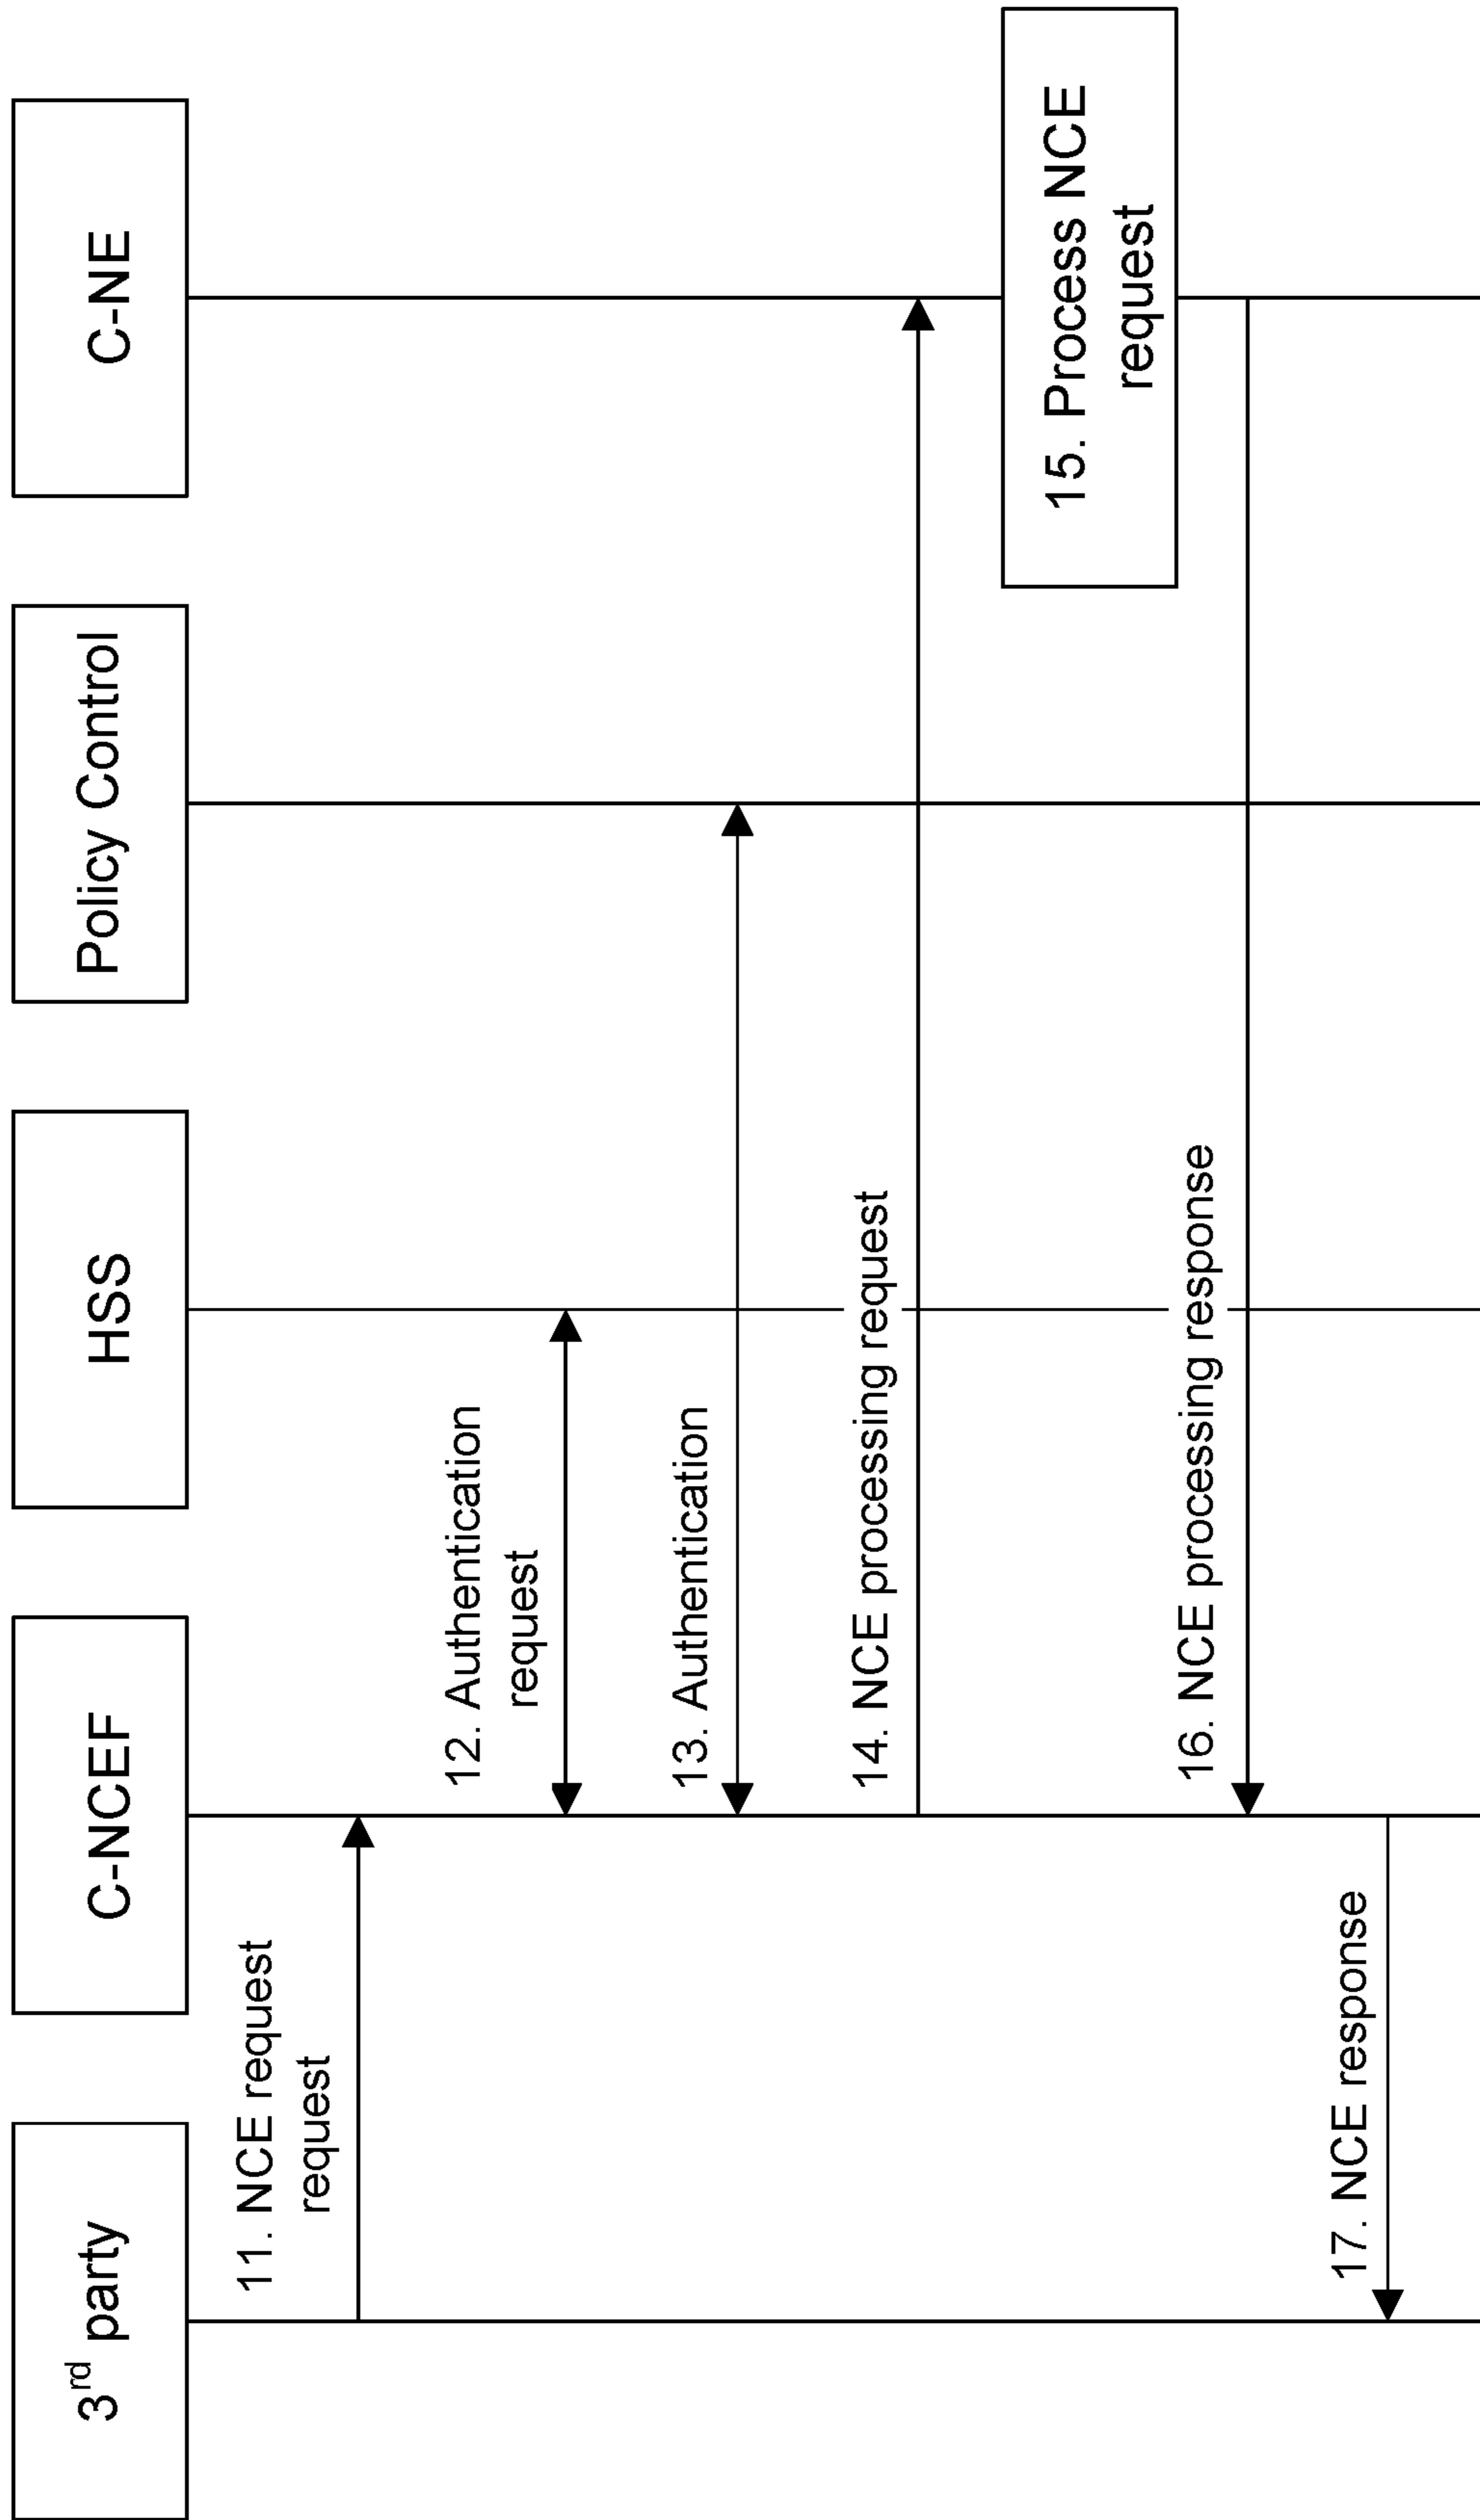 3rd party
C-NCEF
HSS
Policy Control
C-NE
11. NCE request
request
12. Authentication
request
13. Authentication
14. NCE processing request
15. Process NCE
request
16. NCE processing response
17. NCE response